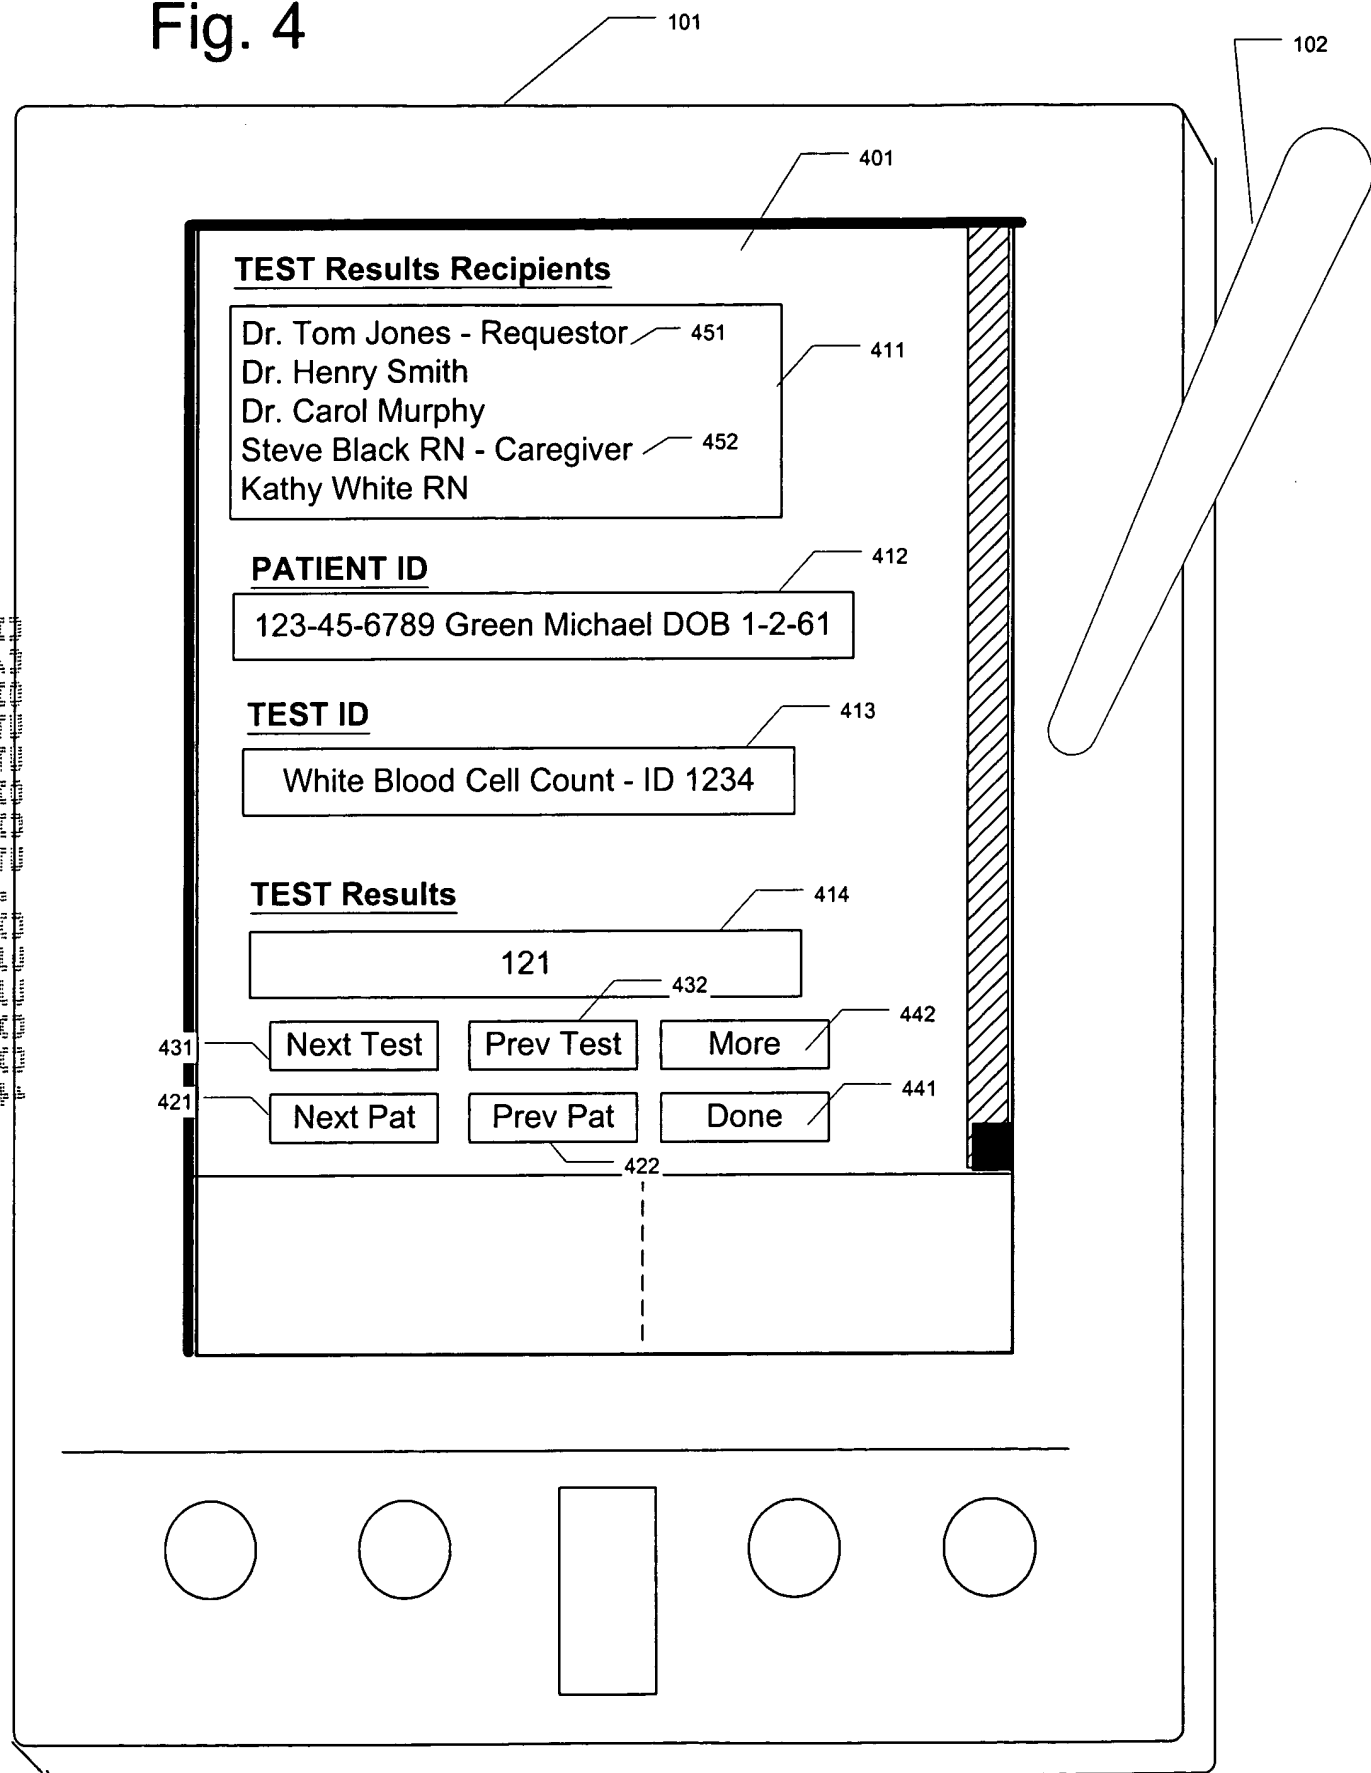 Fig. 4
101
102
401
TEST Results Recipients
Dr. Tom Jones - Requestor 451
411
Dr. Henry Smith
Dr. Carol Murphy
Steve Black RN - Caregiver 452
Kathy White RN
412
PATIENT ID
123-45-6789 Green Michael DOB 1-2-61
413
TEST ID
White Blood Cell Count - ID 1234
TEST Results
414
121
432
442
431 Next Test Prev Test More
441
421 Next Pat Prev Pat Done
422